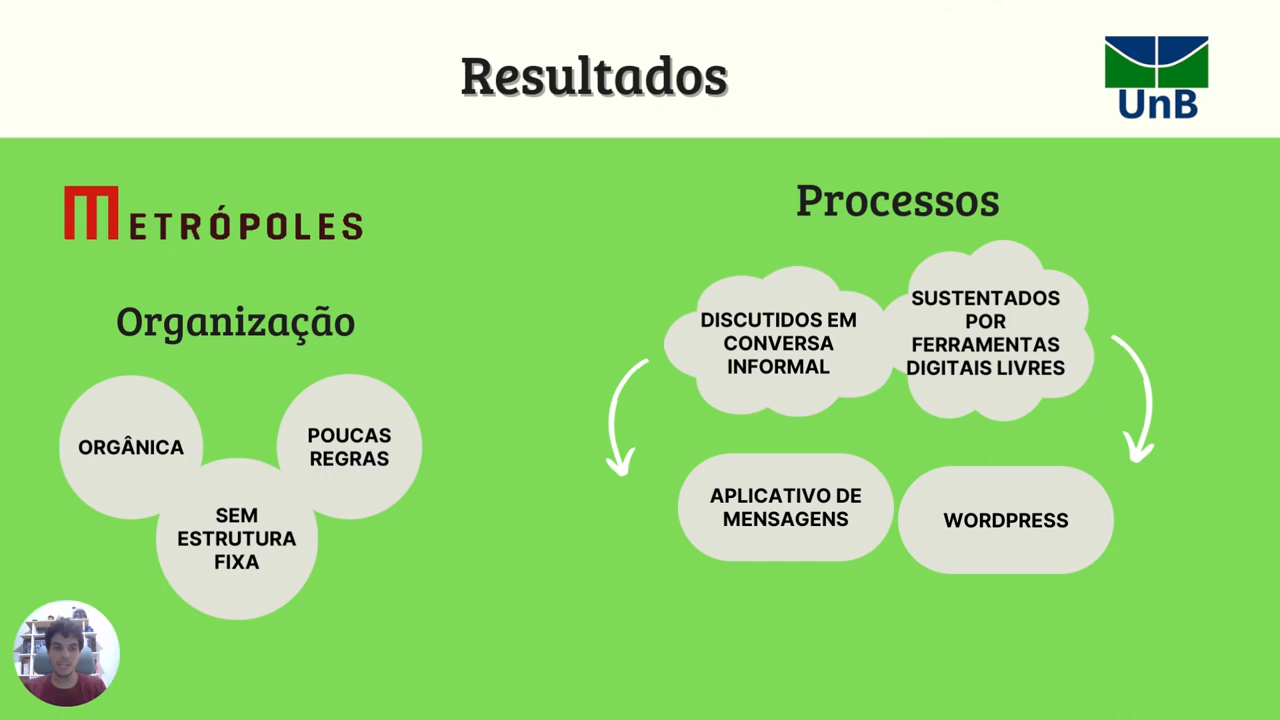 Resultados
UnB
METRÓPOLES
Organização
ORGÂNICA
POUCAS
REGRAS
SEM
ESTRUTURA
FIXA
Processos
DISCUTIDOS EM
CONVERSA
INFORMAL
SUSTENTADOS
POR
FERRAMENTAS
DIGITAIS LIVRES
APLICATIVO DE
MENSAGENS
WORDPRESS